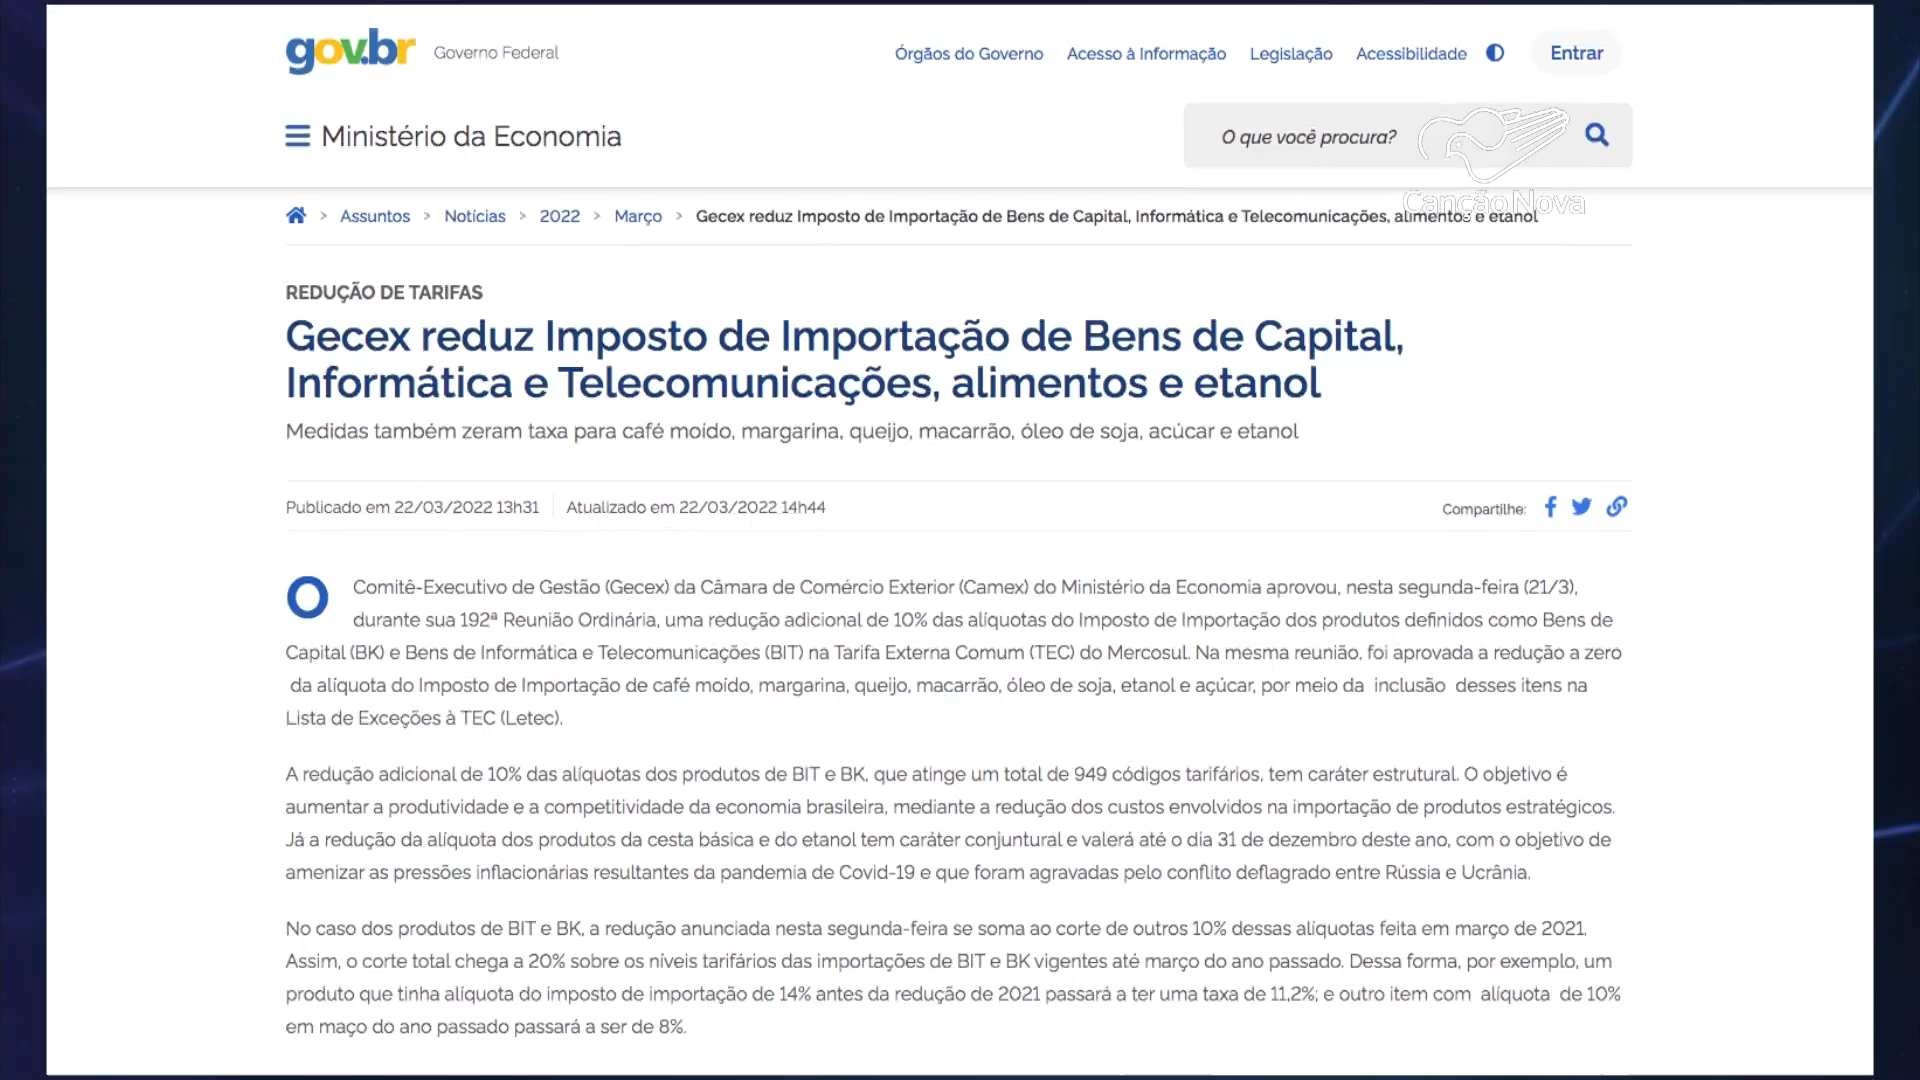 gov.br Governo Federal Órgãos do Governo Acesso à Informação Legislação Acessibilidade Entrar
Ministério da Economia O que você procura?
Canção Nova
Assuntos > Notícias > 2022 > Março > Gecex reduz Imposto de Importação de Bens de Capital, Informática e Telecomunicações, alimentos e etanol
REDUÇÃO DE TARIFAS
Gecex reduz Imposto de Importação de Bens de Capital,
Informática e Telecomunicações, alimentos e etanol
Medidas também zeram taxa para café moído, margarina, queijo, macarrão, óleo de soja, acúcar e etanol
Publicado em 22/03/2022 13h31 Atualizado em 22/03/2022 14h44 Compartilhe:
O Comitê-Executivo de Gestão (Gecex) da Câmara de Comércio Exterior (Camex) do Ministério da Economia aprovou, nesta segunda-feira (21/3),
durante sua 192ª Reunião Ordinária, uma redução adicional de 10% das alíquotas do Imposto de Importação dos produtos definidos como Bens de
Capital (BK) e Bens de Informática e Telecomunicações (BIT) na Tarifa Externa Comum (TEC) do Mercosul. Na mesma reunião, foi aprovada a redução a zero
da alíquota do Imposto de Importação de café moído, margarina, queijo, macarrão, óleo de soja, etanol e açúcar, por meio da inclusão desses itens na
Lista de Exceções à TEC (Letec).
A redução adicional de 10% das alíquotas dos produtos de BIT e BK, que atinge um total de 949 códigos tarifários, tem caráter estrutural. O objetivo é
aumentar a produtividade e a competitividade da economia brasileira, mediante a redução dos custos envolvidos na importação de produtos estratégicos.
Já a redução da alíquota dos produtos da cesta básica e do etanol tem caráter conjuntural e valerá até o dia 31 de dezembro deste ano, com o objetivo de
amenizar as pressões inflacionárias resultantes da pandemia de Covid-19 e que foram agravadas pelo conflito deflagrado entre Rússia e Ucrânia.
No caso dos produtos de BIT e BK, a redução anunciada nesta segunda-feira se soma ao corte de outros 10% dessas alíquotas feita em março de 2021.
Assim, o corte total chega a 20% sobre os níveis tarifários das importações de BIT e BK vigentes até março do ano passado. Dessa forma, por exemplo, um
produto que tinha alíquota do imposto de importação de 14% antes da redução de 2021 passará a ter uma taxa de 11,2%; e outro item com alíquota de 10%
em maço do ano passado passará a ser de 8%.